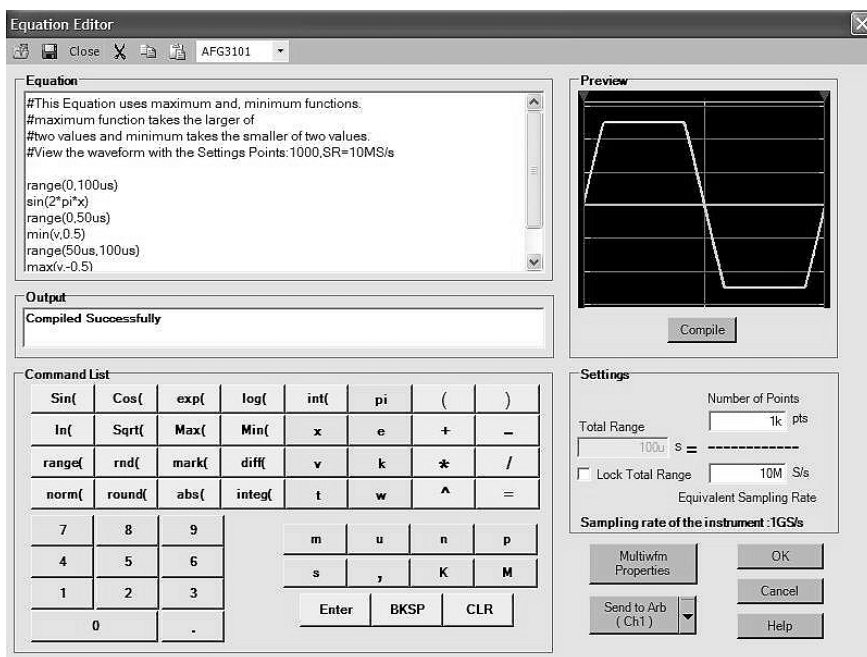 Equation Editor
Close
AFG3101
Equation
#This Equation uses maximum and, minimum functions.
#maximum function takes the larger of
#two values and minimum takes the smaller of two values.
#View the waveform with the Settings Points:1000,SR=10MS/s
range(0,100us)
sin(2*pi*x)
range(0,50us)
min(v,0.5)
range(50us,100us)
max(v,-0.5)
Preview
Compile
Output
Compiled Successfully
Command List
Sin( Cos( exp( log( int( pi ( )
ln( Sqrt( Max( Min( x e + -
range( rnd( mark( diff( v k * /
norm( round( abs( integ( t w ^ =
7 8 9
4 5 6
1 2 3
0 .
m u n p
s , K M
Enter BKSP CLR
Settings
Number of Points
Total Range 1k pts
100u s = ------------
Lock Total Range 10M S/s
Equivalent Sampling Rate
Sampling rate of the instrument :1GS/s
Multiwfm Properties
OK
Cancel
Send to Arb
( Ch1 )
Help